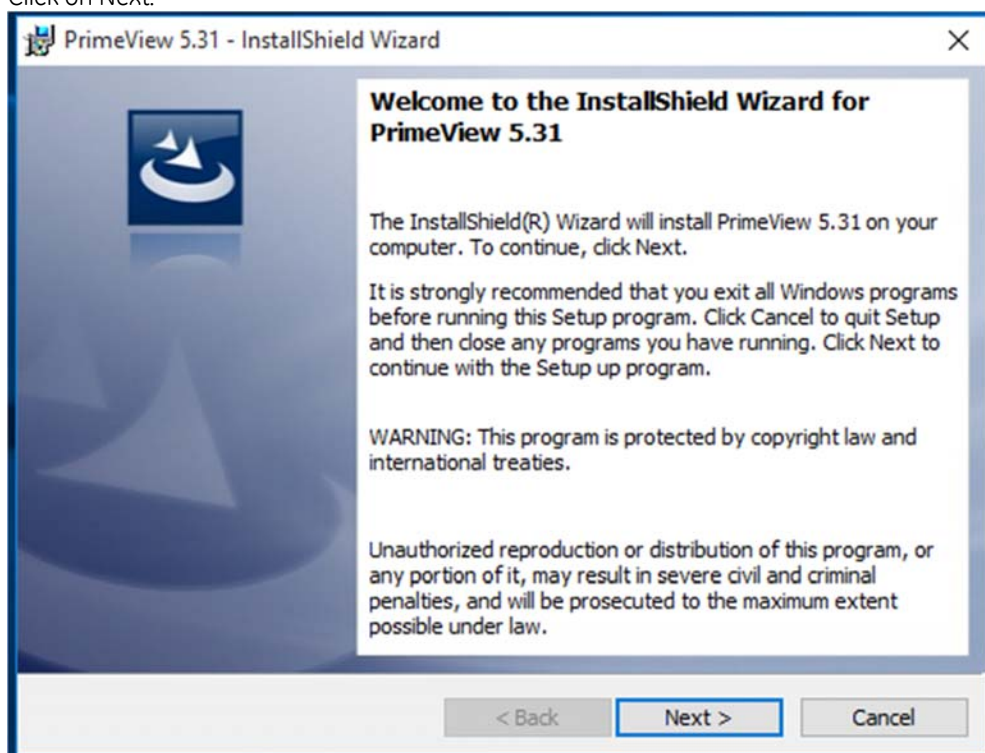 Click on Next.
PrimeView 5.31 - InstallShield Wizard
Welcome to the InstallShield Wizard for
PrimeView 5.31
The InstallShield(R) Wizard will install PrimeView 5.31 on your
computer. To continue, click Next.
It is strongly recommended that you exit all Windows programs
before running this Setup program. Click Cancel to quit Setup
and then close any programs you have running. Click Next to
continue with the Setup up program.
WARNING: This program is protected by copyright law and
international treaties.
Unauthorized reproduction or distribution of this program, or
any portion of it, may result in severe civil and criminal
penalties, and will be prosecuted to the maximum extent
possible under law.
< Back Next > Cancel